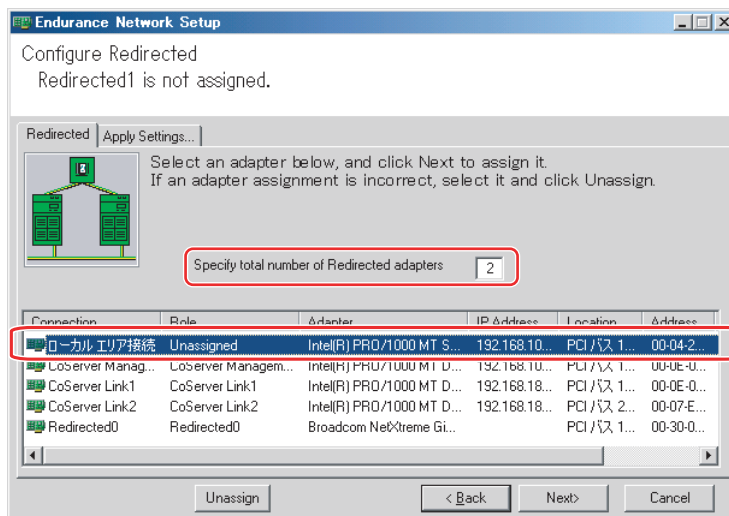 Endurance Network Setup
Configure Redirected
Redirected1 is not assigned.
Redirected
Apply Settings...
Select an adapter below, and click Next to assign it.
If an adapter assignment is incorrect, select it and click Unassign.
Specify total number of Redirected adapters 2
Connection Role Adapter IP Address Location Address
ローカル エリア接続 Unassigned Intel(R) PRO/1000 MT S... 192.168.10... PCI バス 1... 00-04-2...
CoServer Manag... CoServer Managem... Intel(R) PRO/1000 MT D... 192.168.10... PCI バス 1... 00-0E-0...
CoServer Link1 CoServer Link1 Intel(R) PRO/1000 MT D... 192.168.18... PCI バス 1... 00-0E-0...
CoServer Link2 CoServer Link2 Intel(R) PRO/1000 MT D... 192.168.18... PCI バス 2... 00-07-E...
Redirected0 Redirected0 Broadcom NetXtreme Gi... PCI バス 1... 00-30-0...
Unassign < Back Next> Cancel